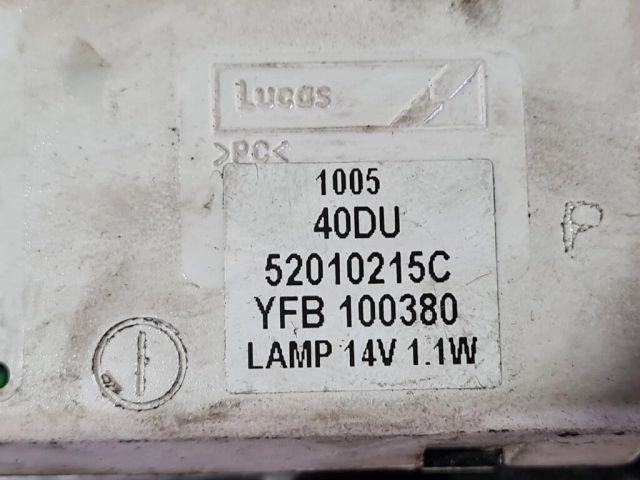 Lucas
>PC<
1005
40DU
52010215C
YFB 100380
LAMP 14V 1.1W
P